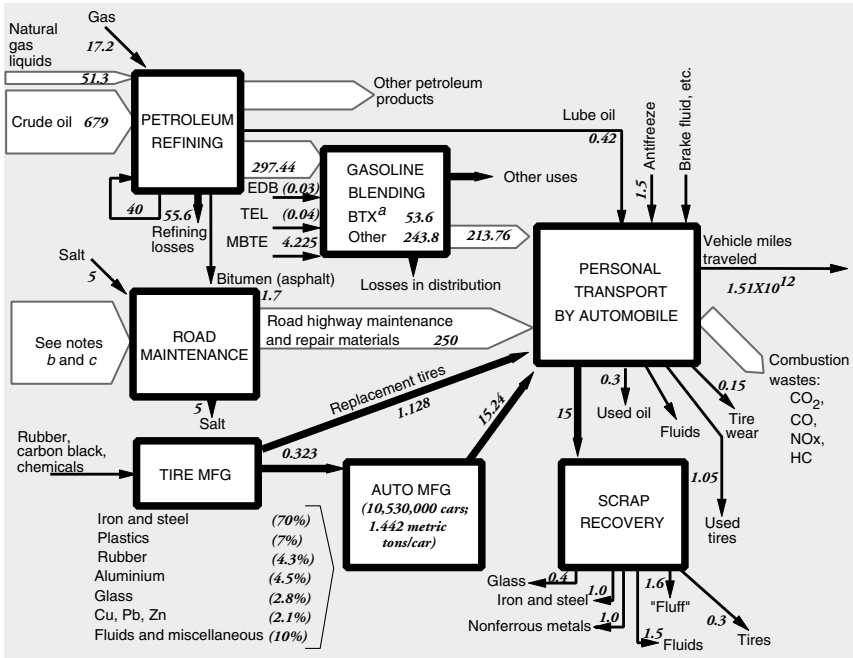 Gas
17.2
Natural
gas
liquids
51.3
Crude oil 679
PETROLEUM
REFINING
Other petroleum
products
Lube oil
0.42
1.5
Antifreeze
Brake fluid, etc.
297.44
40
55.6
Refining
losses
EDB (0.03)
TEL (0.04)
MBTE 4.225
GASOLINE
BLENDING
BTXa 53.6
Other 243.8
Other uses
213.76
Losses in distribution
PERSONAL
TRANSPORT
BY AUTOMOBILE
Vehicle miles
traveled
1.51X10 12
Salt
5
Bitumen (asphalt)
1.7
See notes
b and c
ROAD
MAINTENANCE
Road highway maintenance
and repair materials 250
5
Salt
Combustion
wastes:
CO2,
CO,
NOx,
HC
Replacement tires
1.128
15.24
15
0.3
Used oil
Fluids
0.15
Tire
wear
1.05
Used
tires
Rubber,
carbon black,
chemicals
TIRE MFG
0.323
AUTO MFG
(10,530,000 cars;
1.442 metric
tons/car)
SCRAP
RECOVERY
Iron and steel (70%)
Plastics (7%)
Rubber (4.3%)
Aluminium (4.5%)
Glass (2.8%)
Cu, Pb, Zn (2.1%)
Fluids and miscellaneous (10%)
Glass 0.4
Iron and steel 1.0
Nonferrous metals 1.0
1.5 Fluids
1.6
"Fluff"
0.3
Tires